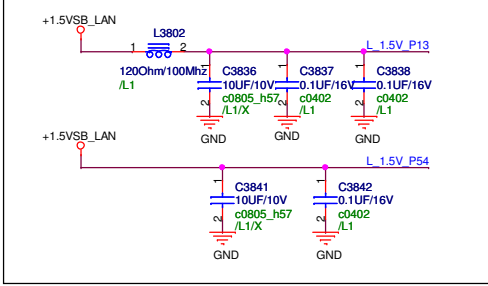 +1.5VSB_LAN
L3802
1 2
L_1.5V_P13
120Ohm/100Mhz
/L1
1
C3836
10UF/10V
2
c0805_h57
/L1/X
GND
1
C3837
0.1UF/16V
2
c0402
/L1
GND
1
C3838
0.1UF/16V
2
c0402
/L1
GND
+1.5VSB_LAN
L_1.5V_P54
1
C3841
10UF/10V
2
c0805_h57
/L1/X
GND
1
C3842
0.1UF/16V
2
c0402
/L1
GND